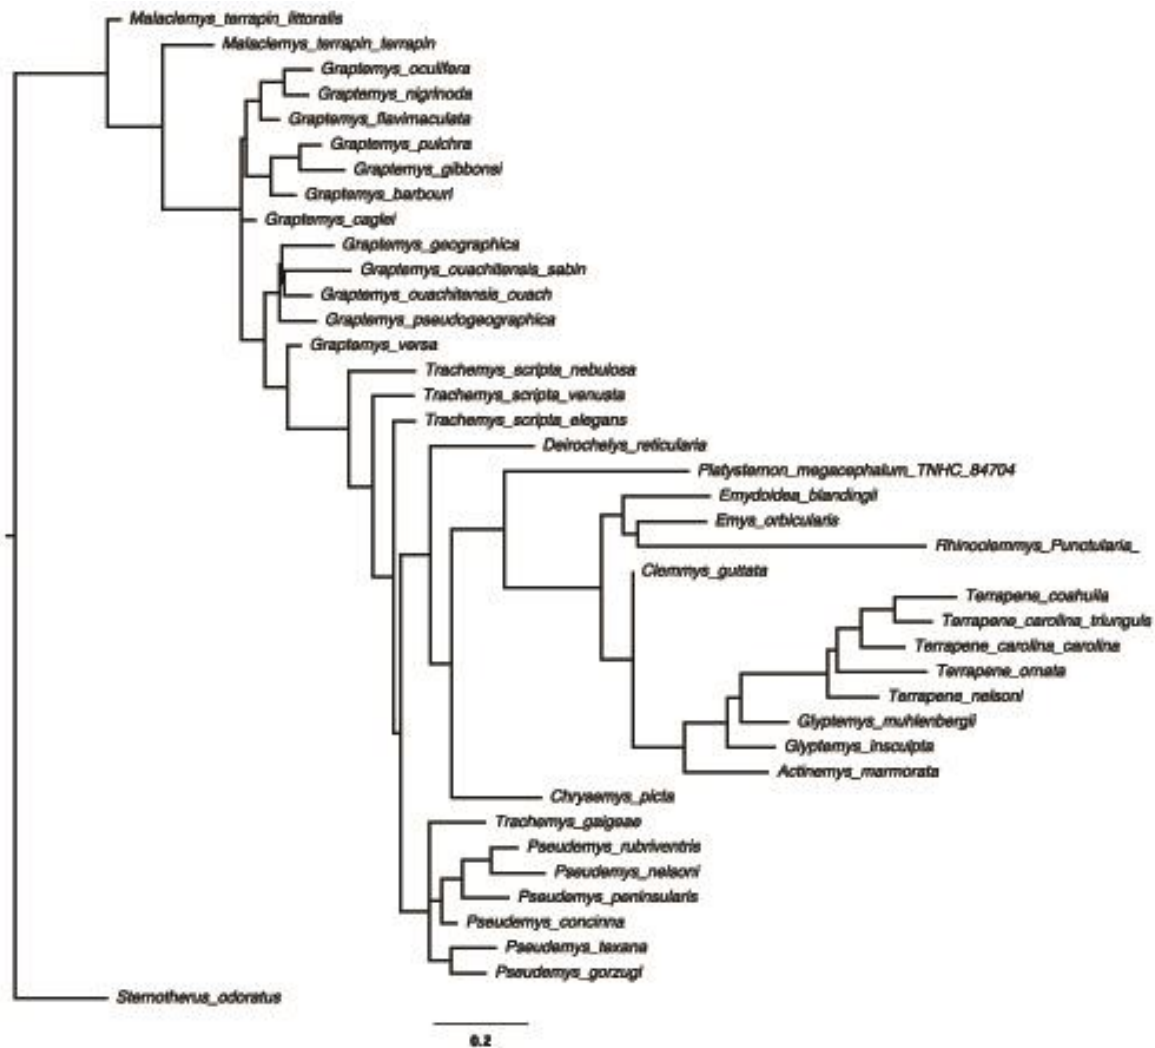 Malaclemys_terrapin_littoralis
Malaclemys_terrapin_terrapin
Graptemys_oculifera
Graptemys_nigrinoda
Graptemys_flavimaculata
Graptemys_pulchra
Graptemys_gibbonsi
Graptemys_barbouri
Graptemys_caglei
Graptemys_geographica
Graptemys_ouachitensis_sabin
Graptemys_ouachitensis_ouach
Graptemys_pseudogeographica
Graptemys_versa
Trachemys_scripta_nebulosa
Trachemys_scripta_venusta
Trachemys_scripta_elegans
Deirochelys_reticularia
Platysternon_megacephalum_TNHC_84704
Emydoidea_blandingii
Emys_orbicularis
Rhinoclemmys_Punctularia_
Clemmys_guttata
Terrapene_coahuila
Terrapene_carolina_triunguis
Terrapene_carolina_carolina
Terrapene_ornata
Terrapene_nelsoni
Glyptemys_muhlenbergii
Glyptemys_insculpta
Actinemys_marmorata
Chrysemys_picta
Trachemys_gaigeae
Pseudemys_rubriventris
Pseudemys_nelsoni
Pseudemys_peninsularis
Pseudemys_concinna
Pseudemys_texana
Pseudemys_gorzugi
Sternotherus_odoratus
0.2